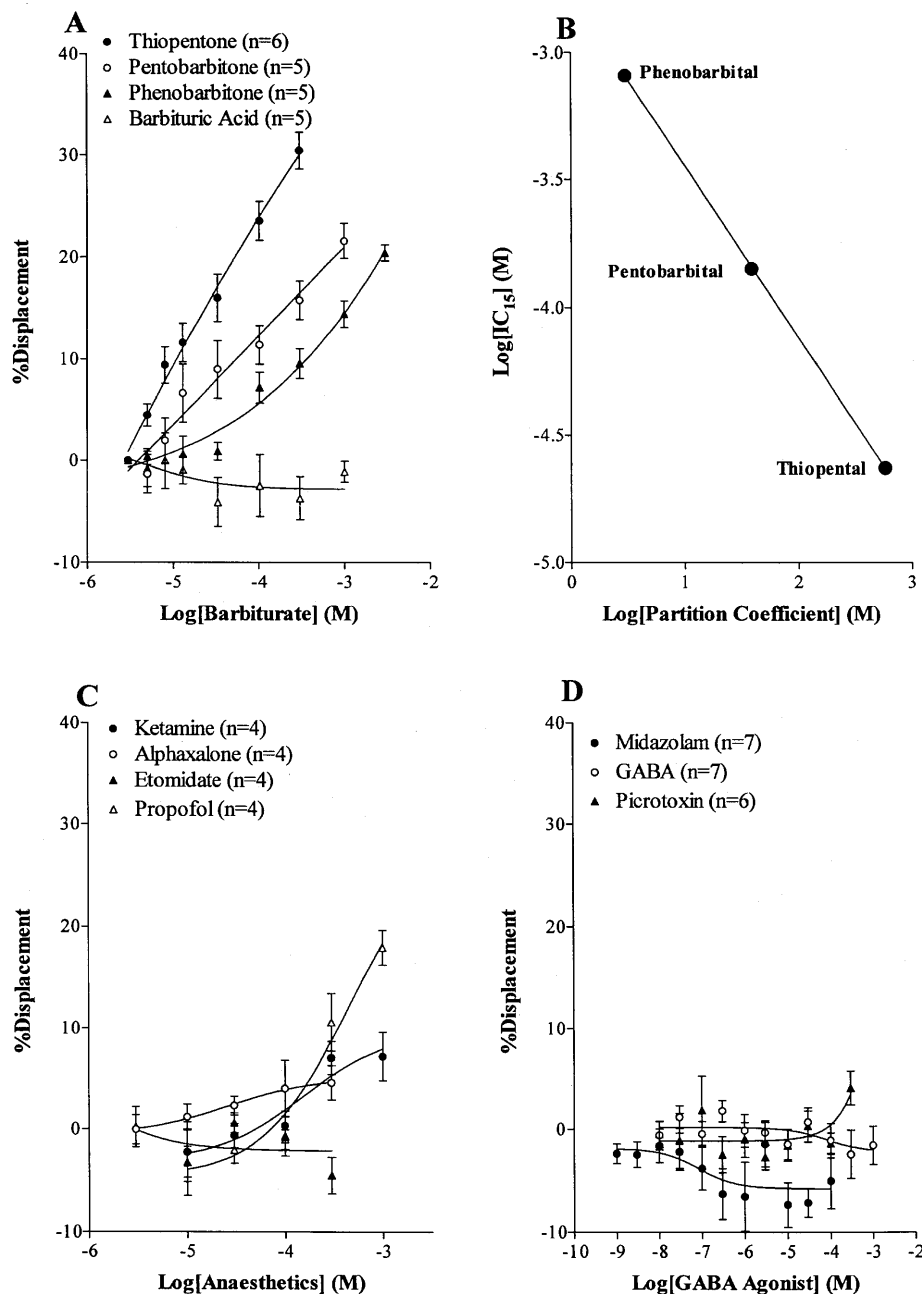 A
Thiopentone (n=6)
Pentobarbitone (n=5)
Phenobarbitone (n=5)
Barbituric Acid (n=5)
40
30
20
10
0
-10
%Displacement
-6
-5
-4
-3
-2
Log[Barbiturate] (M)
B
-3.0
-3.5
-4.0
-4.5
-5.0
Log[IC15] (M)
Phenobarbital
Pentobarbital
Thiopental
0
1
2
3
Log[Partition Coefficient] (M)
C
Ketamine (n=4)
Alphaxalone (n=4)
Etomidate (n=4)
Propofol (n=4)
40
30
20
10
0
-10
%Displacement
-6
-5
-4
-3
Log[Anaesthetics] (M)
D
Midazolam (n=7)
GABA (n=7)
Picrotoxin (n=6)
40
30
20
10
0
-10
%Displacement
-10
-9
-8
-7
-6
-5
-4
-3
-2
Log[GABA Agonist] (M)